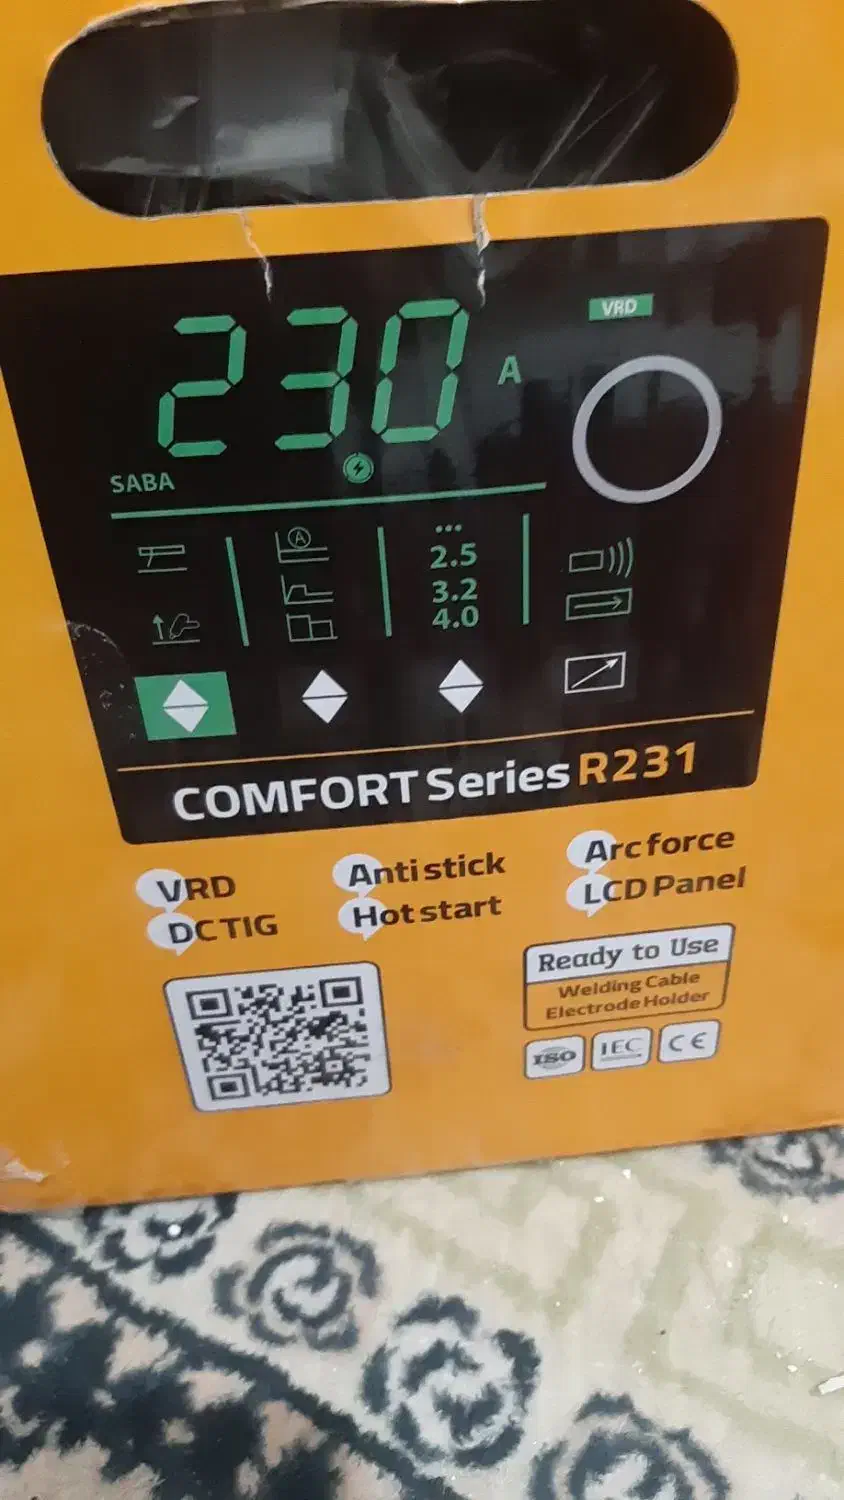 230 A
VRD
SABA
A
...
2.5
3.2
4.0
COMFORT Series R231
VRD
Antistick
Arc force
DC TIG
Hot start
LCD Panel
Ready to Use
Welding Cable
Electrode Holder
ISO
IEC
CE